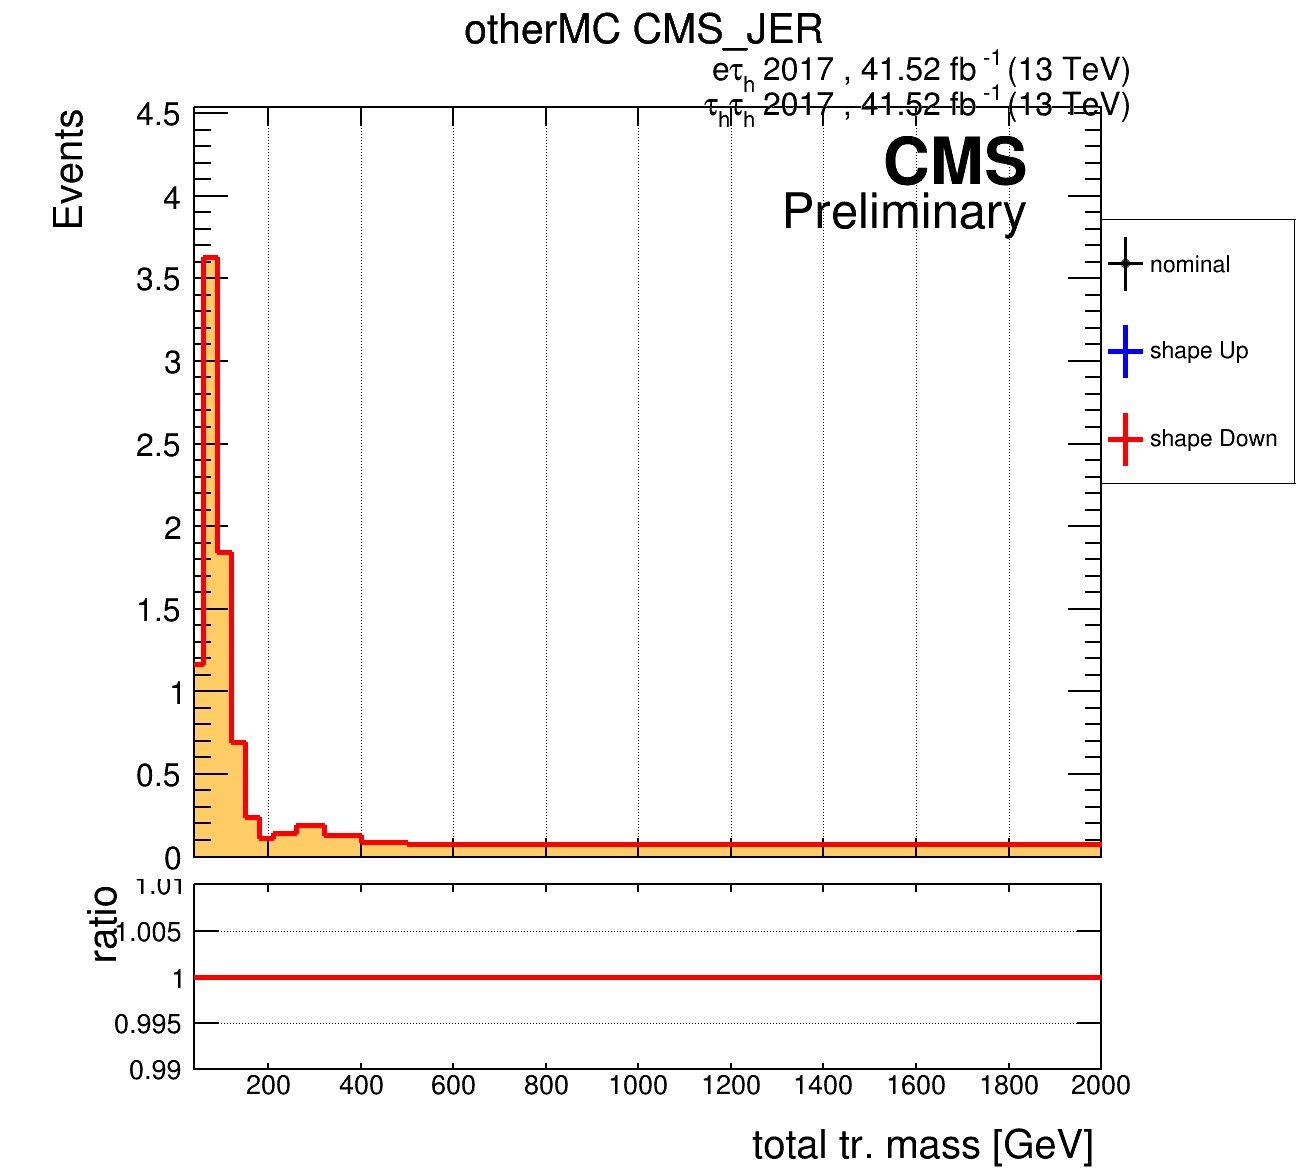 otherMC CMS_JER
eτh 2017 , 41.52 fb -1 (13 TeV)
τhτh 2017 , 41.52 fb -1 (13 TeV)
CMS
Preliminary
Events
4.5
4
3.5
3
2.5
2
1.5
1
0.5
0
nominal
shape Up
shape Down
ratio
1.01
1.005
1
0.995
0.99
200 400 600 800 1000 1200 1400 1600 1800 2000
total tr. mass [GeV]